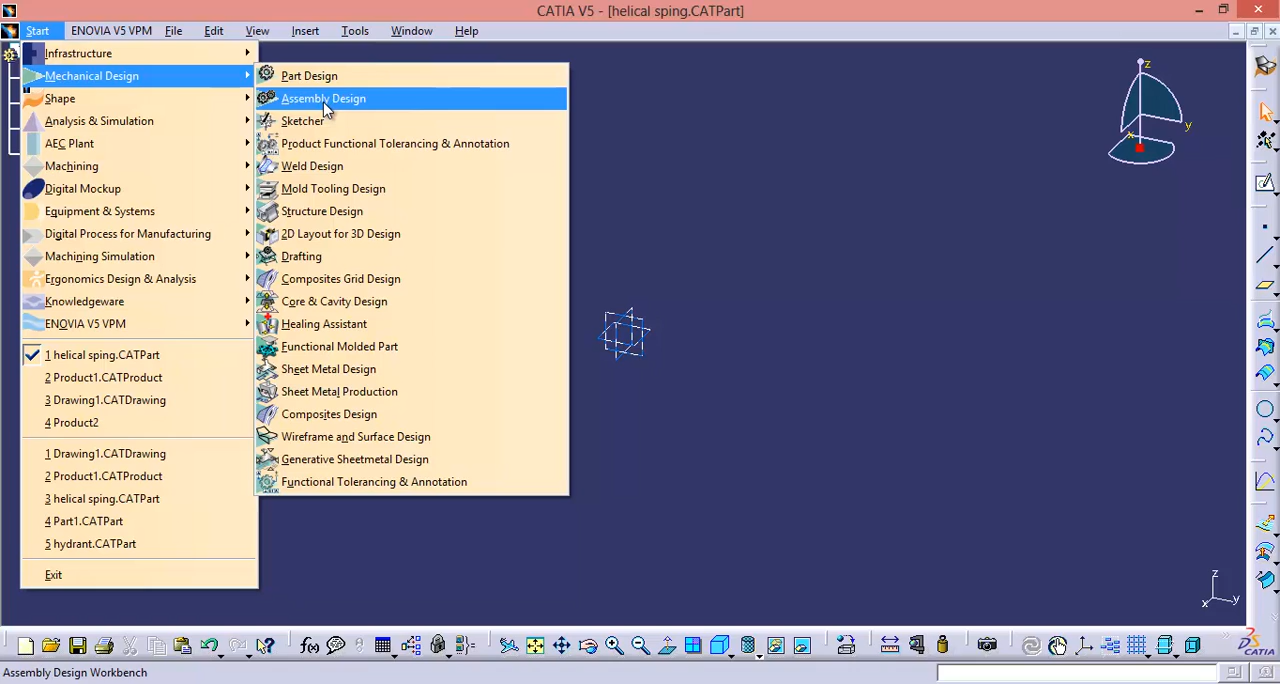 CATIA V5 - [helical sping.CATPart]
Start ENOVIA V5 VPM File Edit View Insert Tools Window Help
Infrastructure
Mechanical Design
Shape
Analysis & Simulation
AEC Plant
Machining
Digital Mockup
Equipment & Systems
Digital Process for Manufacturing
Machining Simulation
Ergonomics Design & Analysis
Knowledgeware
ENOVIA V5 VPM
1 helical sping.CATPart
2 Product1.CATProduct
3 Drawing1.CATDrawing
4 Product2
1 Drawing1.CATDrawing
2 Product1.CATProduct
3 helical sping.CATPart
4 Part1.CATPart
5 hydrant.CATPart
Exit
Part Design
Assembly Design
Sketcher
Product Functional Tolerancing & Annotation
Weld Design
Mold Tooling Design
Structure Design
2D Layout for 3D Design
Drafting
Composites Grid Design
Core & Cavity Design
Healing Assistant
Functional Molded Part
Sheet Metal Design
Sheet Metal Production
Composites Design
Wireframe and Surface Design
Generative Sheetmetal Design
Functional Tolerancing & Annotation
z
x y
z
x y
f(x)
CATIA
Assembly Design Workbench